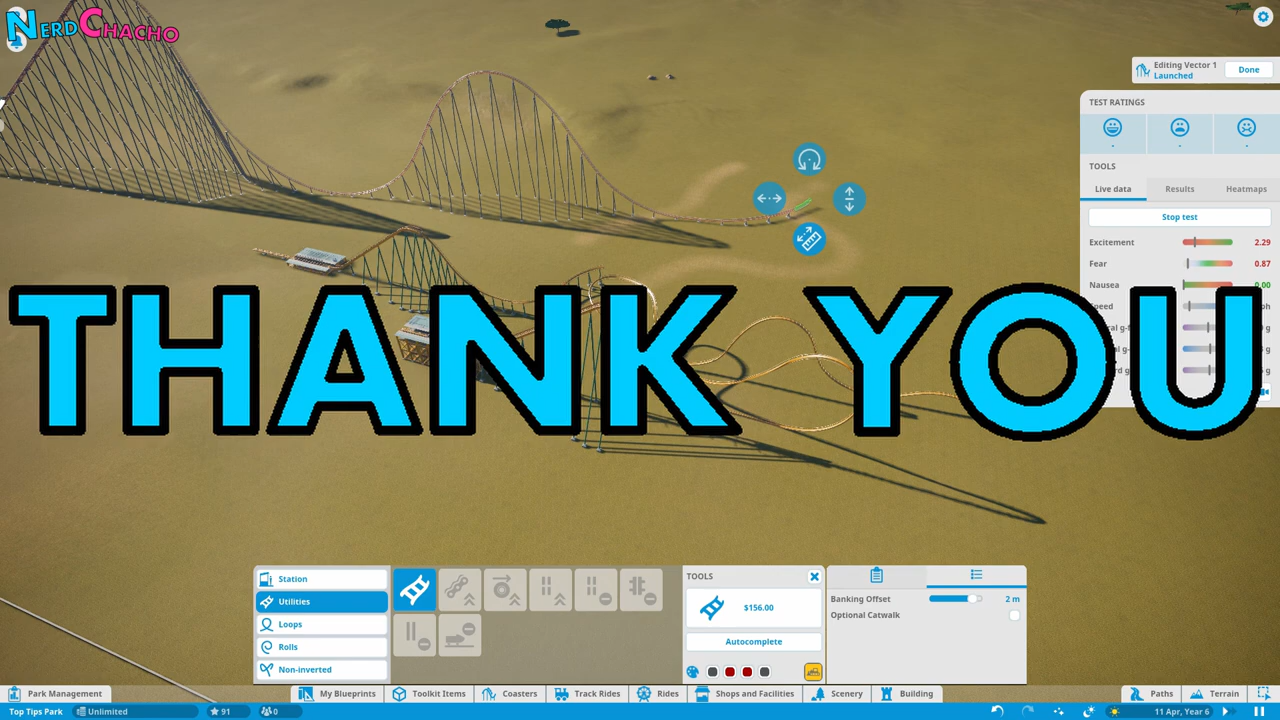 NERDCHACHO
Editing Vector 1
Launched
Done
TEST RATINGS
- - -
TOOLS
Live data Results Heatmaps
Stop test
Excitement 2.29
Fear 0.87
Nausea 0.00
THANK YOU
g
g
g
Station
Utilities
Loops
Rolls
Non-inverted
TOOLS
$156.00
Autocomplete
Banking Offset 2 m
Optional Catwalk
Park Management My Blueprints Toolkit Items Coasters Track Rides Rides Shops and Facilities Scenery Building Paths Terrain
Top Tips Park Unlimited 91 0 11 Apr, Year 6